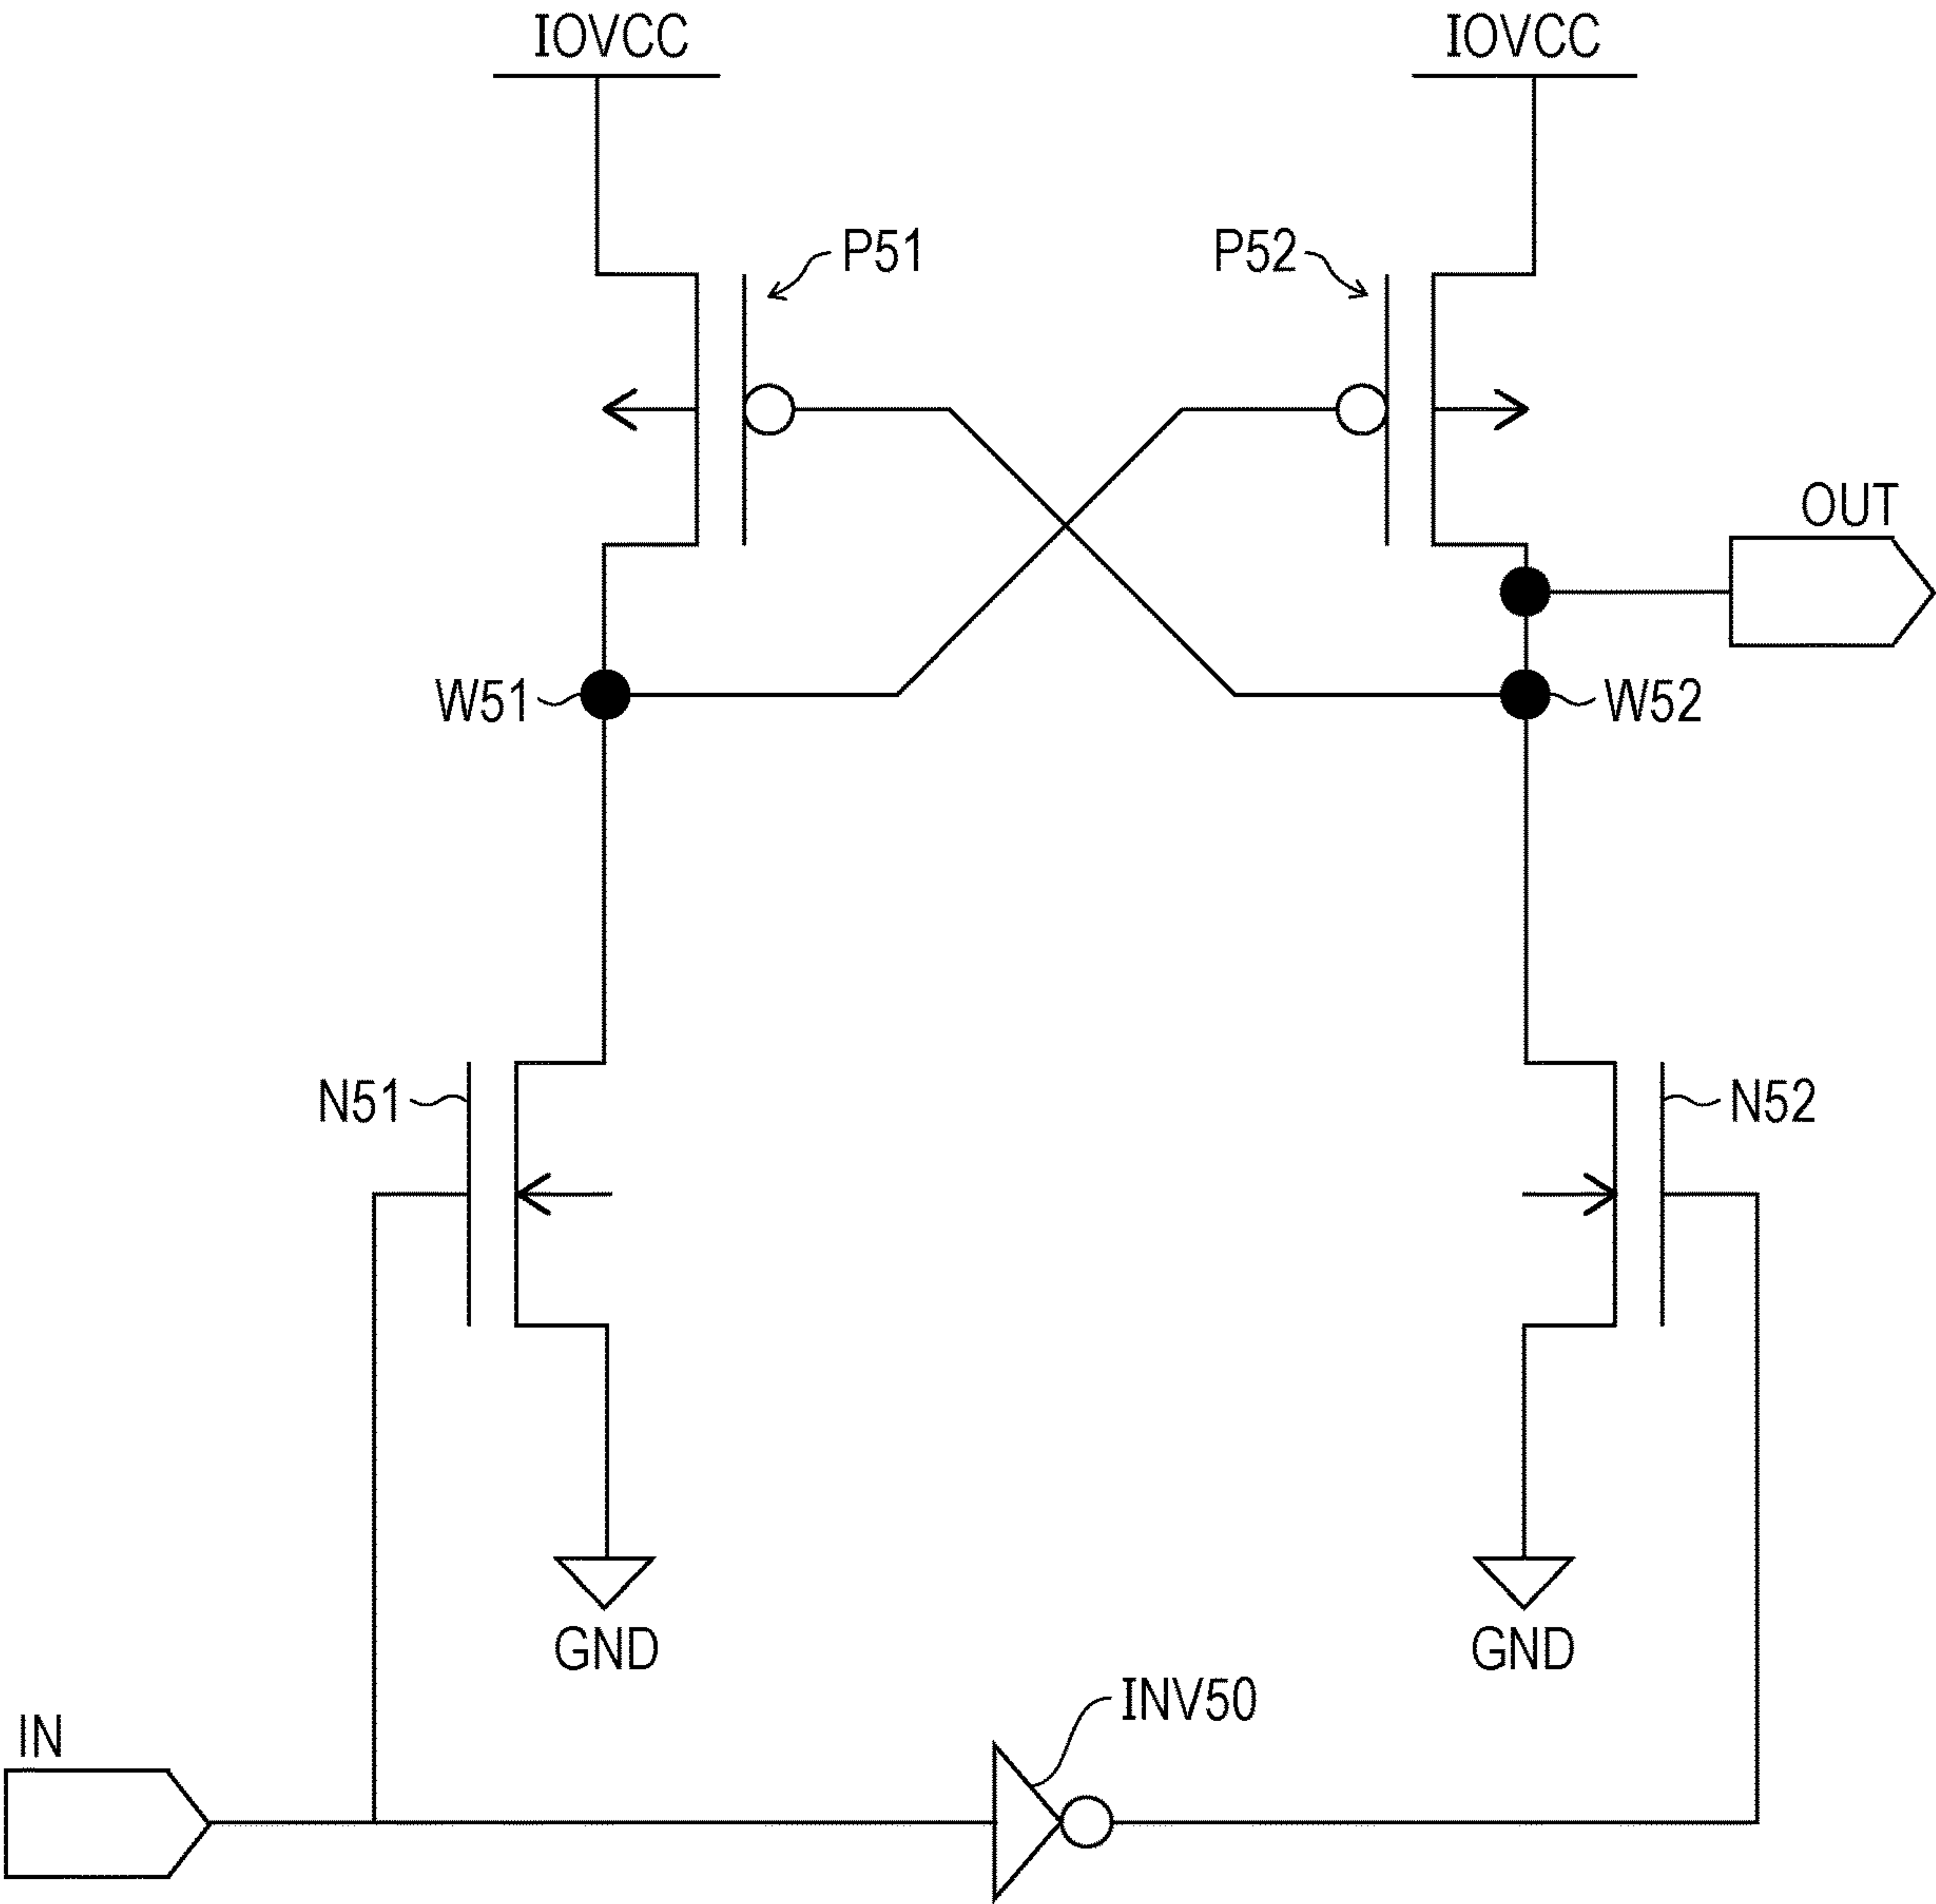 IOVCC
IOVCC
P51
P52
OUT
W51
W52
N51
N52
GND
GND
INV50
IN